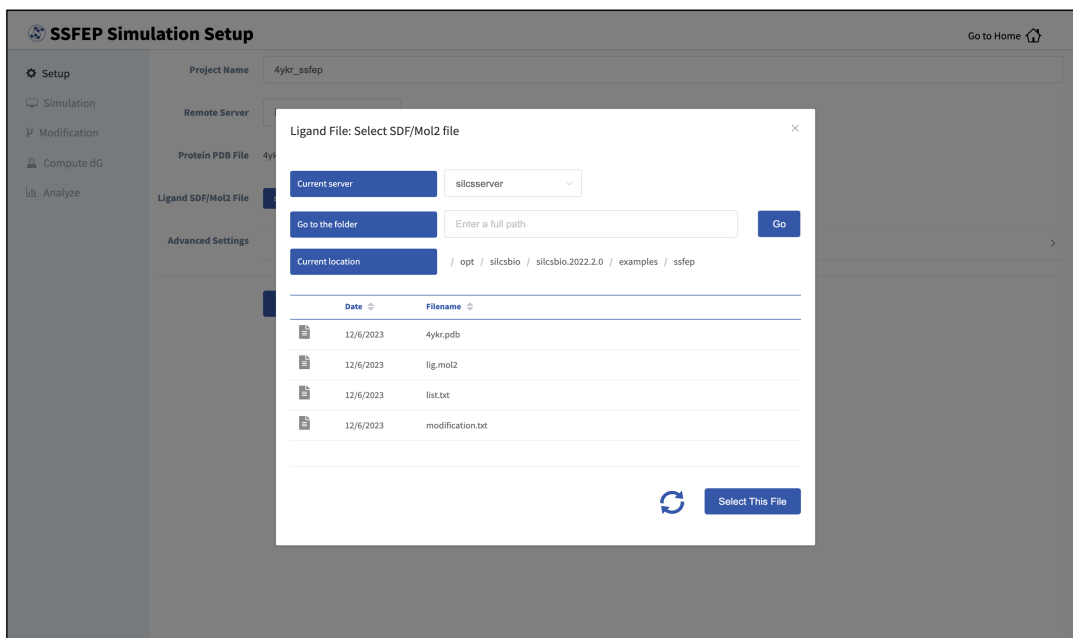 SSFEP Simulation Setup
Go to Home
Setup
Project Name
4ykr_ssfep
Simulation
Remote Server
Modification
Protein PDB File
Compute dG
Analyze
Ligand SDF/Mol2 File
Advanced Settings
Ligand File: Select SDF/Mol2 file
Current server
silcsserver
Go to the folder
Enter a full path
Go
Current location
/ opt / silcsbio / silcsbio.2022.2.0 / examples / ssfep
Date Filename
12/6/2023 4ykr.pdb
12/6/2023 lig.mol2
12/6/2023 list.txt
12/6/2023 modification.txt
Select This File